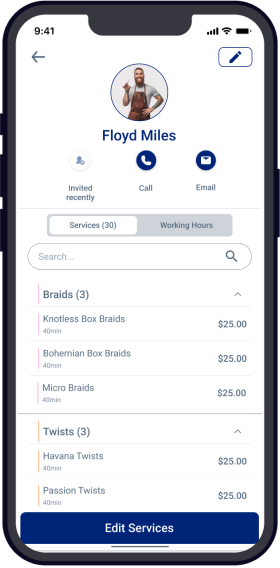 9:41
Floyd Miles
Invited
recently
Call
Email
Services (30)
Working Hours
Search...
Braids (3)
Knotless Box Braids
40min
$25.00
Bohemian Box Braids
40min
$25.00
Micro Braids
40min
$25.00
Twists (3)
Havana Twists
40min
$25.00
Passion Twists
40min
$25.00
Edit Services